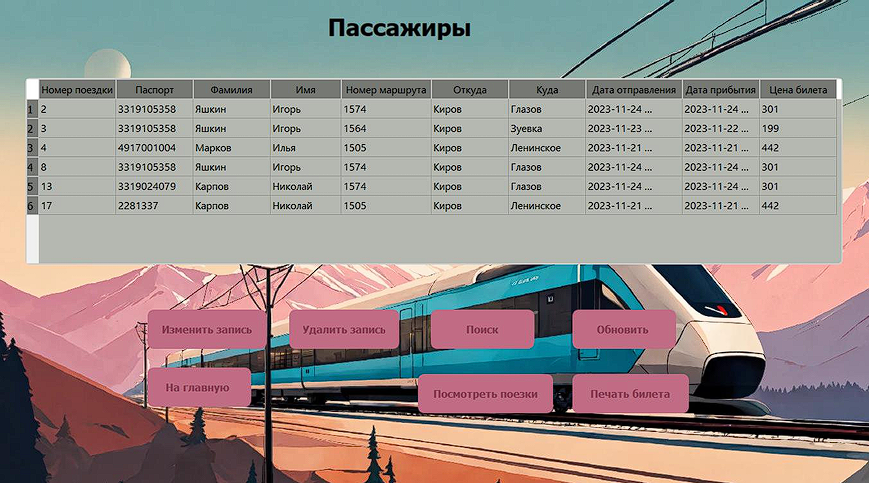 Пассажиры
Номер поездки Паспорт Фамилия Имя Номер маршрута Откуда Куда Дата отправления Дата прибытия Цена билета
1 2 3319105358 Яшкин Игорь 1574 Киров Глазов 2023-11-24 ... 2023-11-24 ... 301
2 3 3319105358 Яшкин Игорь 1564 Киров Зуевка 2023-11-23 ... 2023-11-22 ... 199
3 4 4917001004 Марков Илья 1505 Киров Ленинское 2023-11-21 ... 2023-11-21 ... 442
4 8 3319105358 Яшкин Игорь 1574 Киров Глазов 2023-11-24 ... 2023-11-24 ... 301
5 13 3319024079 Карпов Николай 1574 Киров Глазов 2023-11-24 ... 2023-11-24 ... 301
6 17 2281337 Карпов Николай 1505 Киров Ленинское 2023-11-21 ... 2023-11-21 ... 442
Изменить запись Удалить запись Поиск Обновить
На главную Посмотреть поезки Печать билета